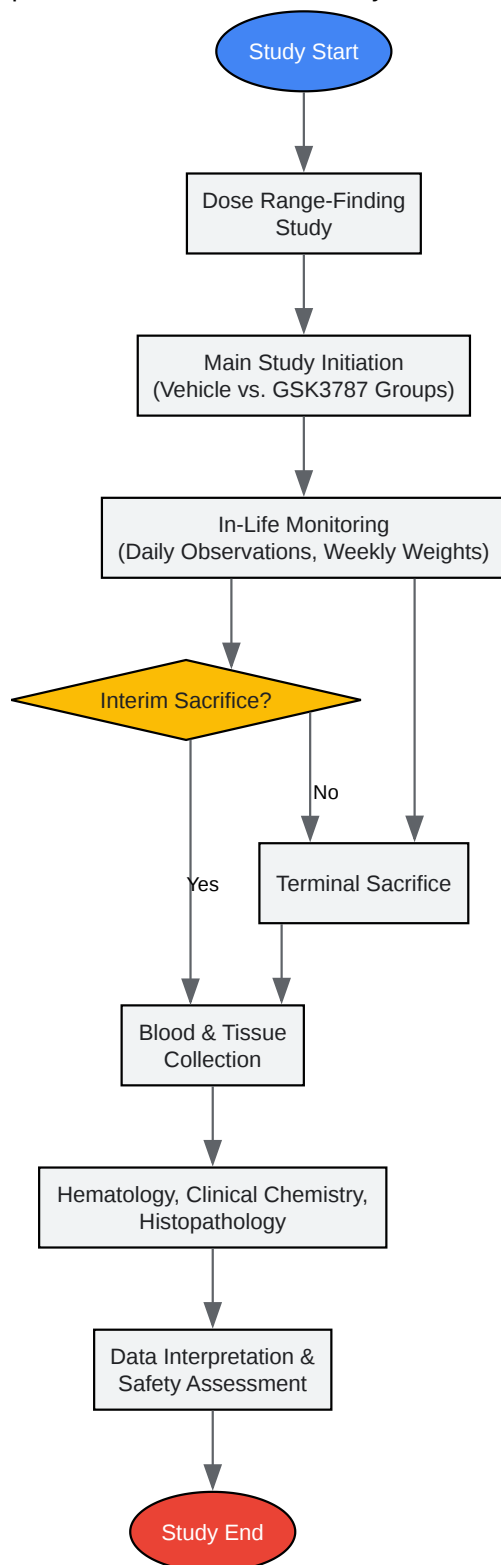 Study Start
Dose Range-Finding
Study
Main Study Initiation
(Vehicle vs. GSK3787 Groups)
In-Life Monitoring
(Daily Observations, Weekly Weights)
Interim Sacrifice?
No
Terminal Sacrifice
Yes
Blood & Tissue
Collection
Hematology, Clinical Chemistry,
Histopathology
Data Interpretation &
Safety Assessment
Study End